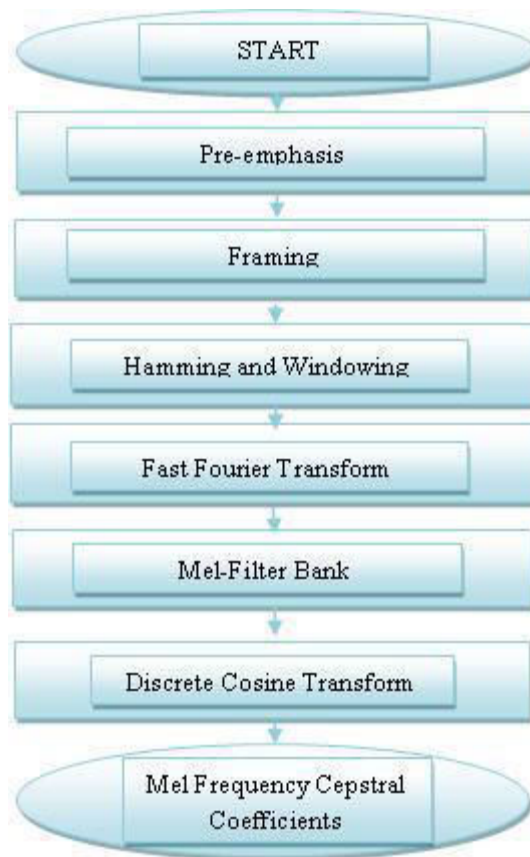 START
Pre-emphasis
Framing
Hamming and Windowing
Fast Fourier Transform
Mel-Filter Bank
Discrete Cosine Transform
Mel Frequency Cepstral
Coefficients